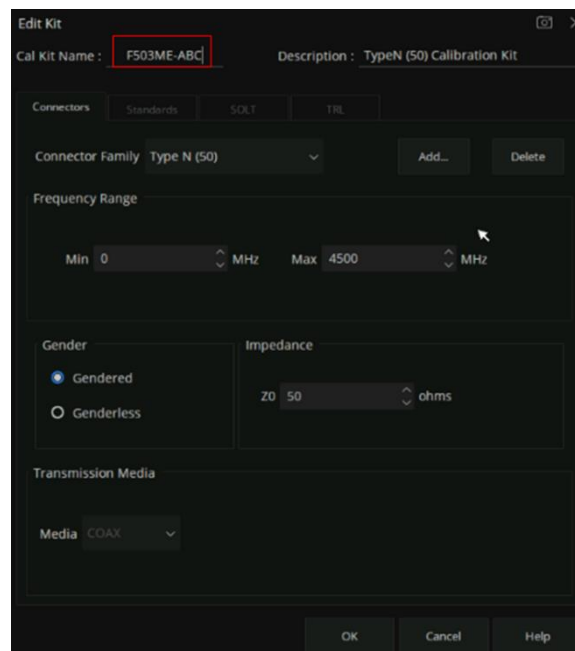 Edit Kit
Cal Kit Name : F503ME-ABC Description : TypeN (50) Calibration Kit
Connectors Standards SOLT TRL
Connector Family Type N (50) Add... Delete
Frequency Range
Min 0 MHz Max 4500 MHz
Gender Impedance
Gendered
Z0 50 ohms
Genderless
Transmission Media
Media COAX
OK Cancel Help